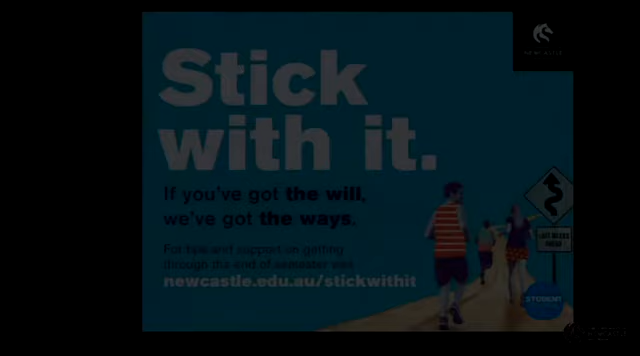 NEWCASTLE
Stick
with it.
If you've got the will,
we've got the ways.
For tips and support on getting
through the end of semester visit
newcastle.edu.au/stickwithit
STUDENT